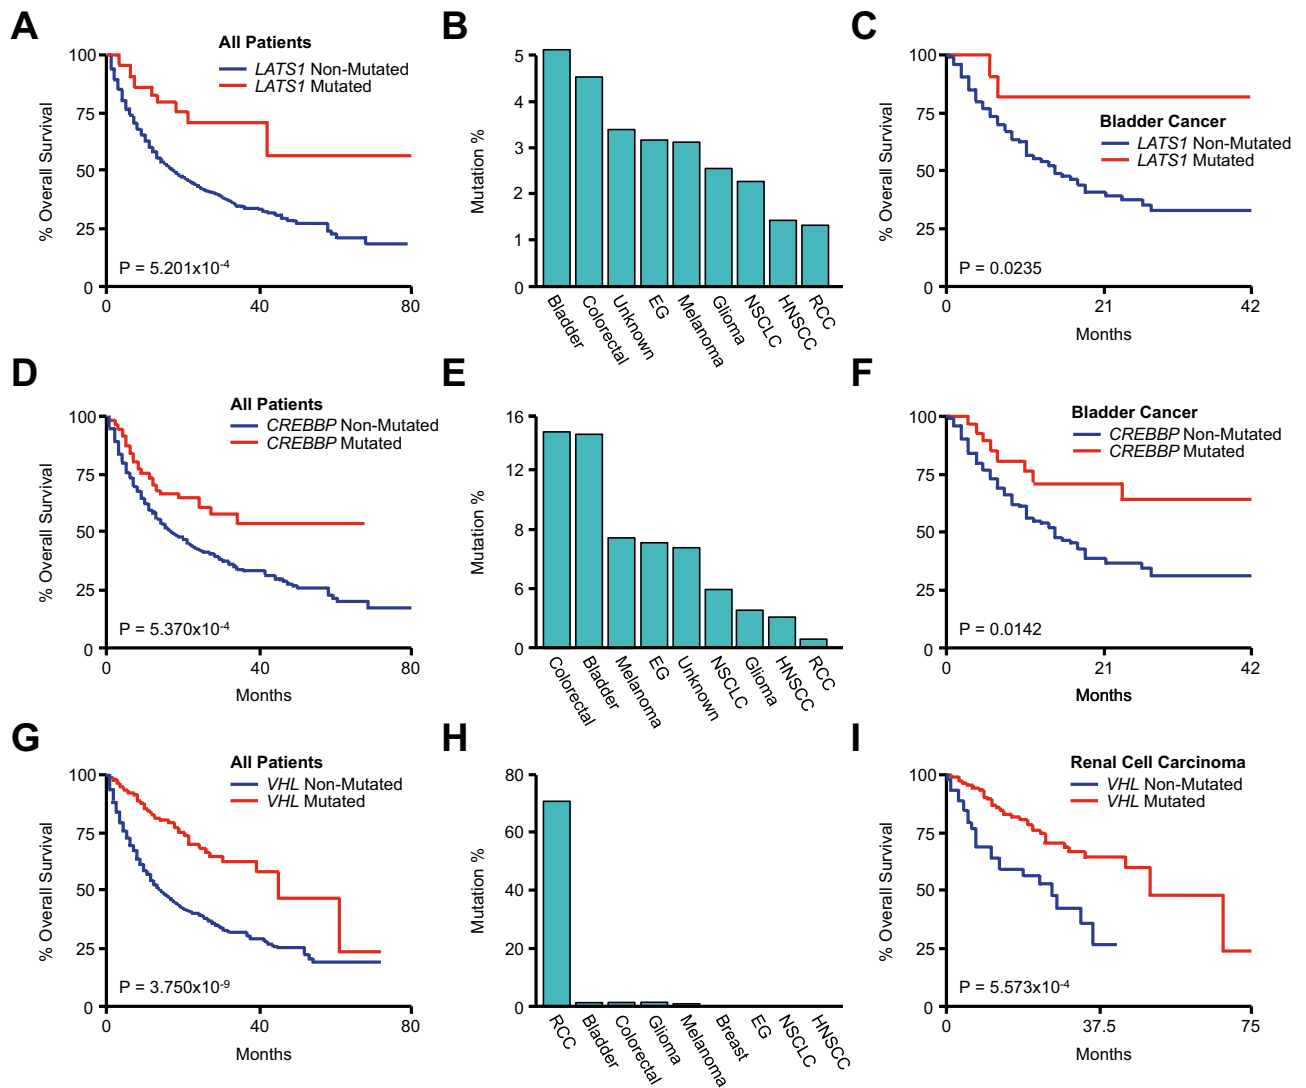 A
All Patients
LATS1 Non-Mutated
LATS1 Mutated
% Overall Survival
100
75
50
25
0
P = 5.201x10-4
0 40 80
B
Mutation %
5
4
3
2
1
0
Bladder
Colorectal
Unknown
EG
Melanoma
Glioma
NSCLC
HNSCC
RCC
C
% Overall Survival
100
75
50
25
0
Bladder Cancer
LATS1 Non-Mutated
LATS1 Mutated
P = 0.0235
0 21 42
Months
D
All Patients
CREBBP Non-Mutated
CREBBP Mutated
% Overall Survival
100
75
50
25
0
P = 5.370x10-4
0 40 80
Months
E
Mutation %
16
12
8
6
0
Colorectal
Bladder
Melanoma
EG
Unknown
NSCLC
Glioma
HNSCC
RCC
F
Bladder Cancer
CREBBP Non-Mutated
CREBBP Mutated
% Overall Survival
100
75
50
25
0
P = 0.0142
0 21 42
Months
G
All Patients
VHL Non-Mutated
VHL Mutated
% Overall Survival
100
75
50
25
0
P = 3.750x10-9
0 40 80
Months
H
Mutation %
80
60
40
20
0
RCC
Bladder
Colorectal
Glioma
Melanoma
Breast
EG
NSCLC
HNSCC
I
Renal Cell Carcinoma
VHL Non-Mutated
VHL Mutated
% Overall Survival
100
75
50
25
0
P = 5.573x10-4
0 37.5 75
Months